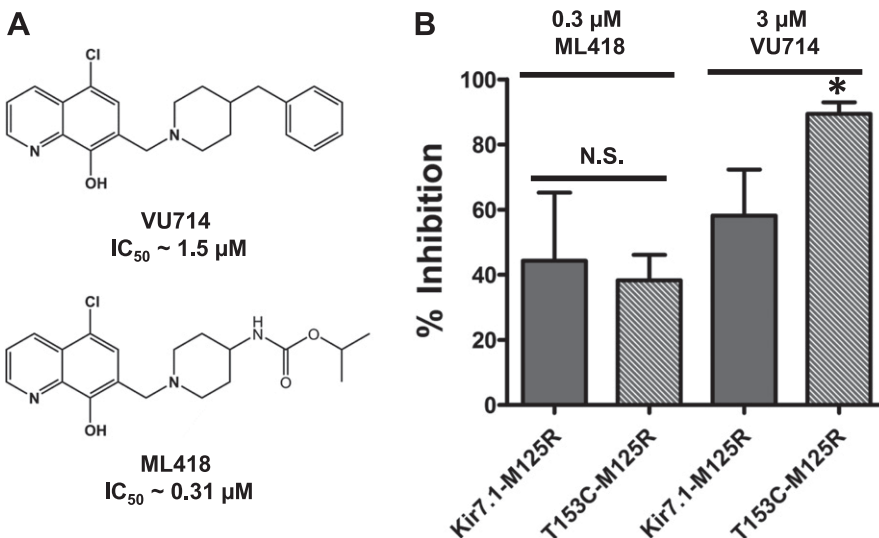 A
Cl
N
OH
N
VU714
IC50 ~ 1.5 µM
Cl
N
OH
N
H
N
O
O
ML418
IC50 ~ 0.31 µM
B
0.3 µM
ML418
3 µM
VU714
N.S.
*
% Inhibition
100
80
60
40
20
0
Kir7.1-M125R
T153C-M125R
Kir7.1-M125R
T153C-M125R